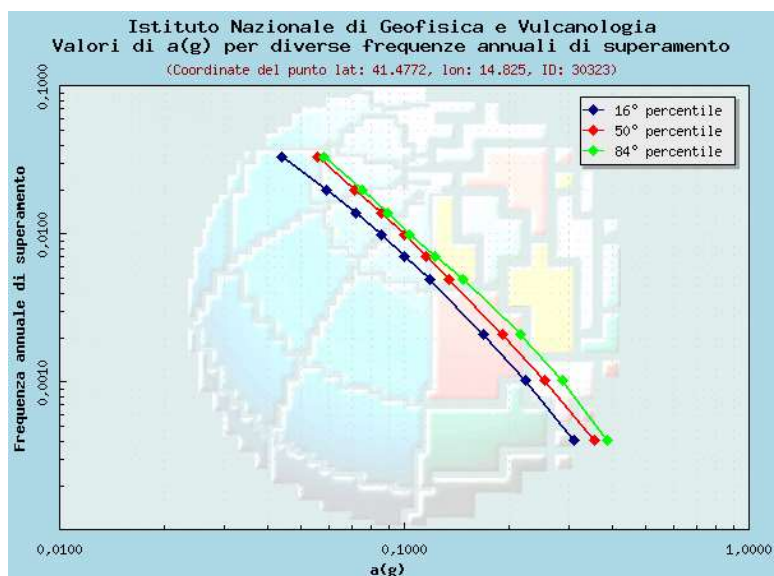 Istituto Nazionale di Geofisica e Vulcanologia
Valori di a(g) per diverse frequenze annuali di superamento
(Coordinate del punto lat: 41.4772, lon: 14.825, ID: 30323)
16° percentile
50° percentile
84° percentile
Frequenza annuale di superamento
0,1000
0,0100
0,0010
0,0100
0,1000
1,0000
a(g)